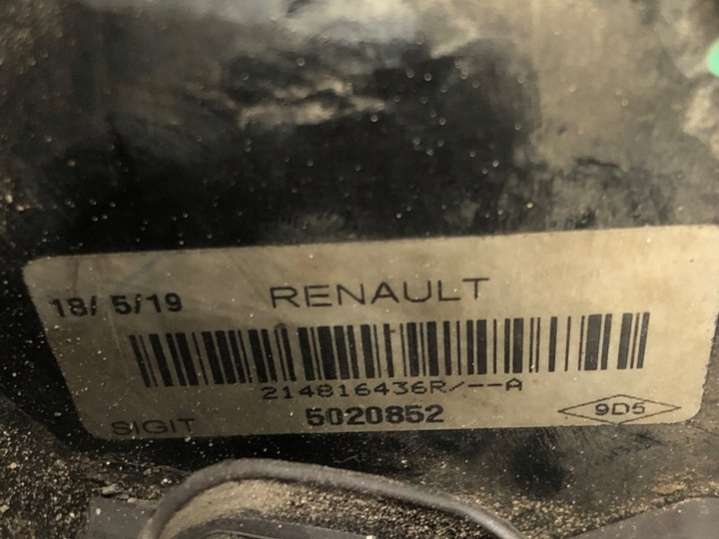 18/ 5/19 RENAULT
214816436R/--A
SIGIT 5020852 9D5